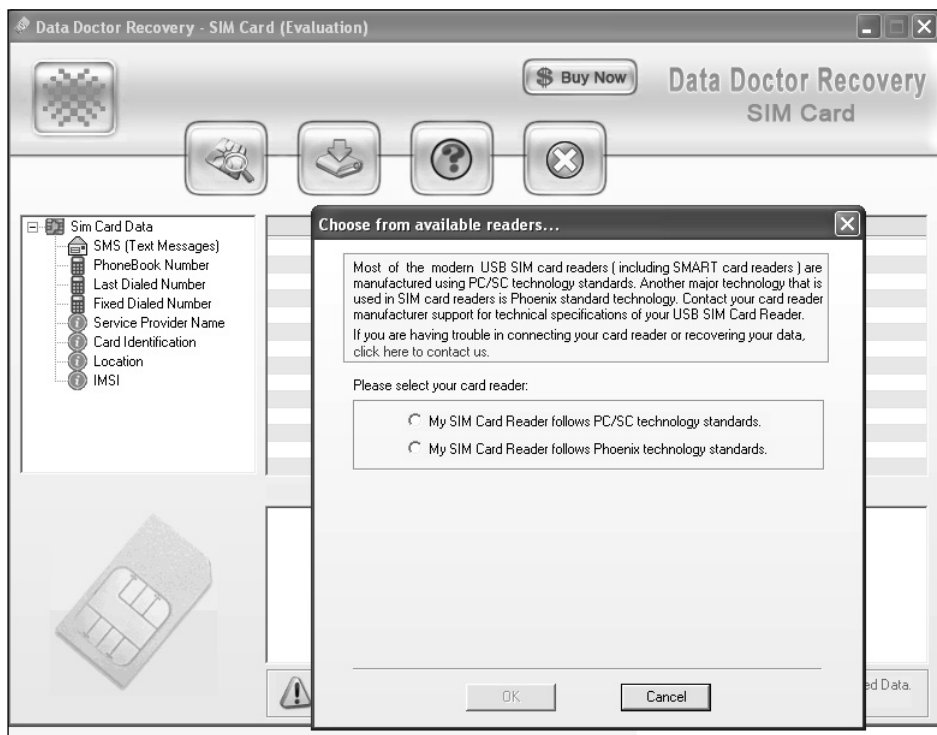 Data Doctor Recovery - SIM Card (Evaluation)
$ Buy Now
Data Doctor Recovery
SIM Card
Sim Card Data
SMS (Text Messages)
PhoneBook Number
Last Dialed Number
Fixed Dialed Number
Service Provider Name
Card Identification
Location
IMSI
Choose from available readers...
Most of the modern USB SIM card readers ( including SMART card readers ) are
manufactured using PC/SC technology standards. Another major technology that is
used in SIM card readers is Phoenix standard technology. Contact your card reader
manufacturer support for technical specifications of your USB SIM Card Reader.
If you are having trouble in connecting your card reader or recovering your data,
click here to contact us.
Please select your card reader:
My SIM Card Reader follows PC/SC technology standards.
My SIM Card Reader follows Phoenix technology standards.
OK
Cancel
ed Data.